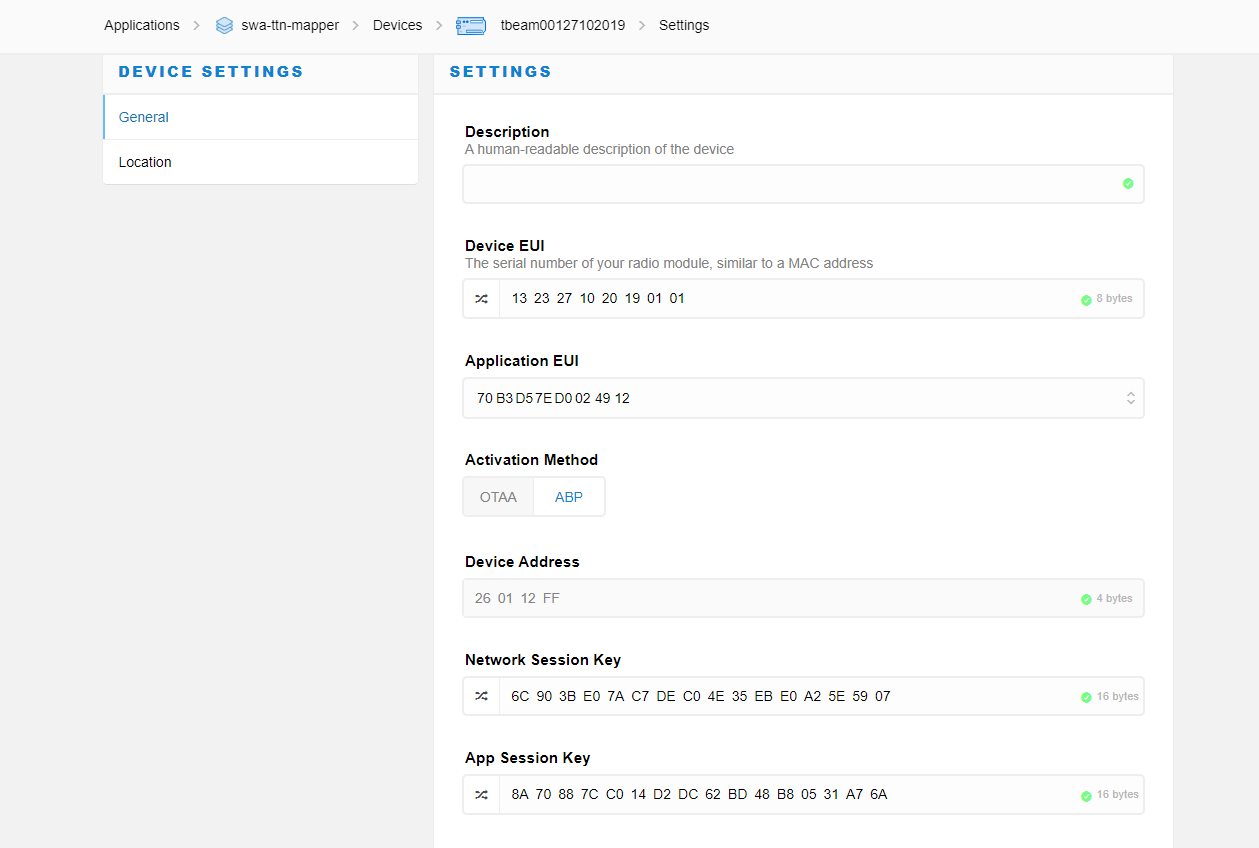 Applications swa-ttn-mapper Devices tbeam00127102019 Settings
DEVICE SETTINGS
General
Location
SETTINGS
Description
A human-readable description of the device
Device EUI
The serial number of your radio module, similar to a MAC address
13 23 27 10 20 19 01 01 8 bytes
Application EUI
70 B3 D5 7E D0 02 49 12
Activation Method
OTAA ABP
Device Address
26 01 12 FF 4 bytes
Network Session Key
6C 90 3B E0 7A C7 DE C0 4E 35 EB E0 A2 5E 59 07 16 bytes
App Session Key
8A 70 88 7C C0 14 D2 DC 62 BD 48 B8 05 31 A7 6A 16 bytes